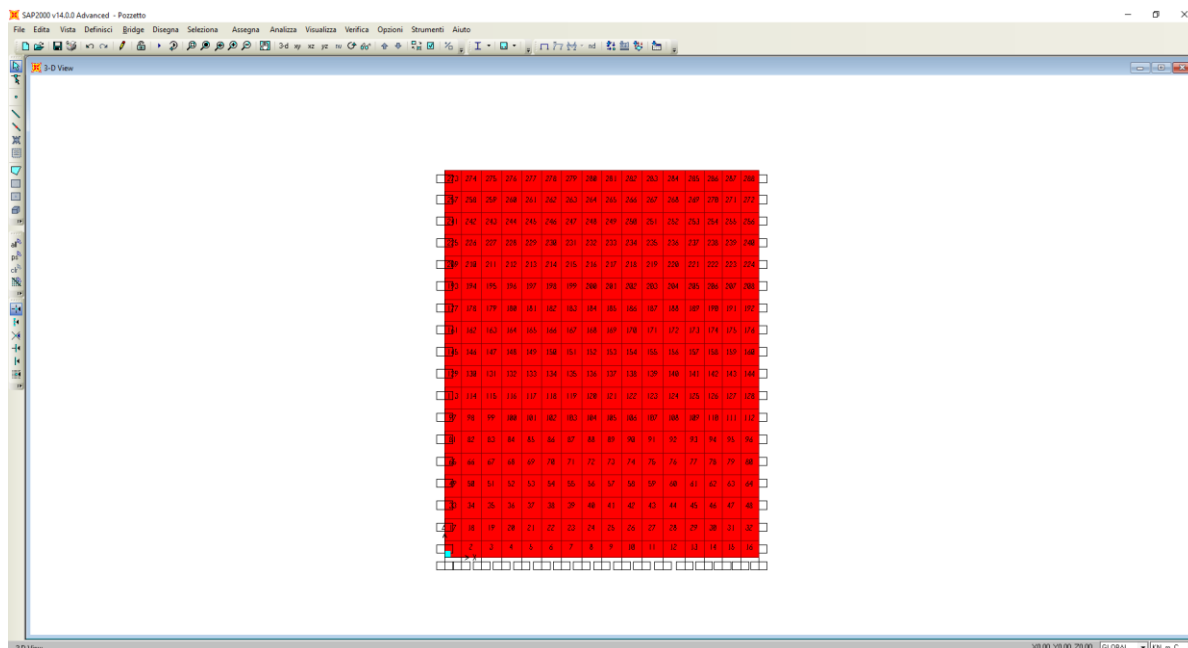 SAP2000 v14.0.0 Advanced - Pozzetto
File Edita Vista Definisci Bridge Disegna Seleziona Assegna Analizza Visualizza Verifica Opzioni Strumenti Aiuto
3-d xy xz yz nv nd
3-D View
274 275 276 277 278 279 280 281 282 283 284 285 286 287 288
258 259 260 261 262 263 264 265 266 267 268 269 270 271 272
242 243 244 245 246 247 248 249 250 251 252 253 254 255 256
226 227 228 229 230 231 232 233 234 235 236 237 238 239 240
210 211 212 213 214 215 216 217 218 219 220 221 222 223 224
194 195 196 197 198 199 200 201 202 203 204 205 206 207 208
178 179 180 181 182 183 184 185 186 187 188 189 190 191 192
162 163 164 165 166 167 168 169 170 171 172 173 174 175 176
146 147 148 149 150 151 152 153 154 155 156 157 158 159 160
130 131 132 133 134 135 136 137 138 139 140 141 142 143 144
114 115 116 117 118 119 120 121 122 123 124 125 126 127 128
98 99 100 101 102 103 104 105 106 107 108 109 110 111 112
82 83 84 85 86 87 88 89 90 91 92 93 94 95 96
66 67 68 69 70 71 72 73 74 75 76 77 78 79 80
50 51 52 53 54 55 56 57 58 59 60 61 62 63 64
34 35 36 37 38 39 40 41 42 43 44 45 46 47 48
18 19 20 21 22 23 24 25 26 27 28 29 30 31 32
2 3 4 5 6 7 8 9 10 11 12 13 14 15 16
X
3-D View
X0.00 Y0.00 Z0.00 GLOBAL